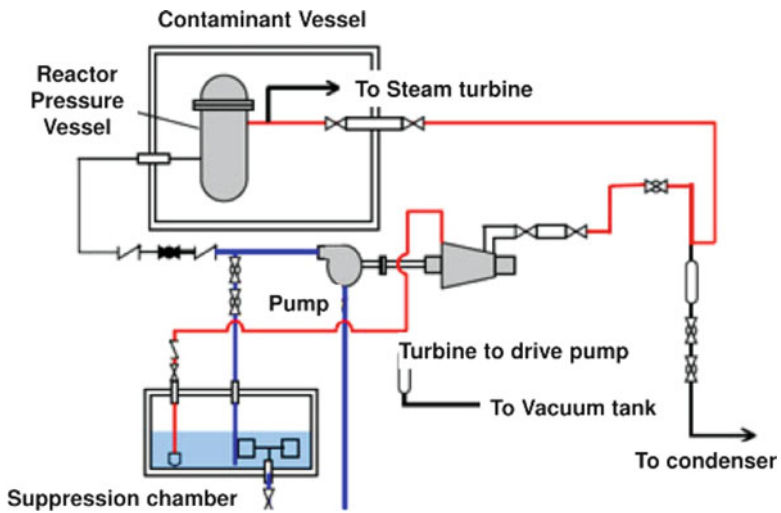 Contaminant Vessel
Reactor
Pressure
Vessel
To Steam turbine
Pump
Turbine to drive pump
To Vacuum tank
To condenser
Suppression chamber